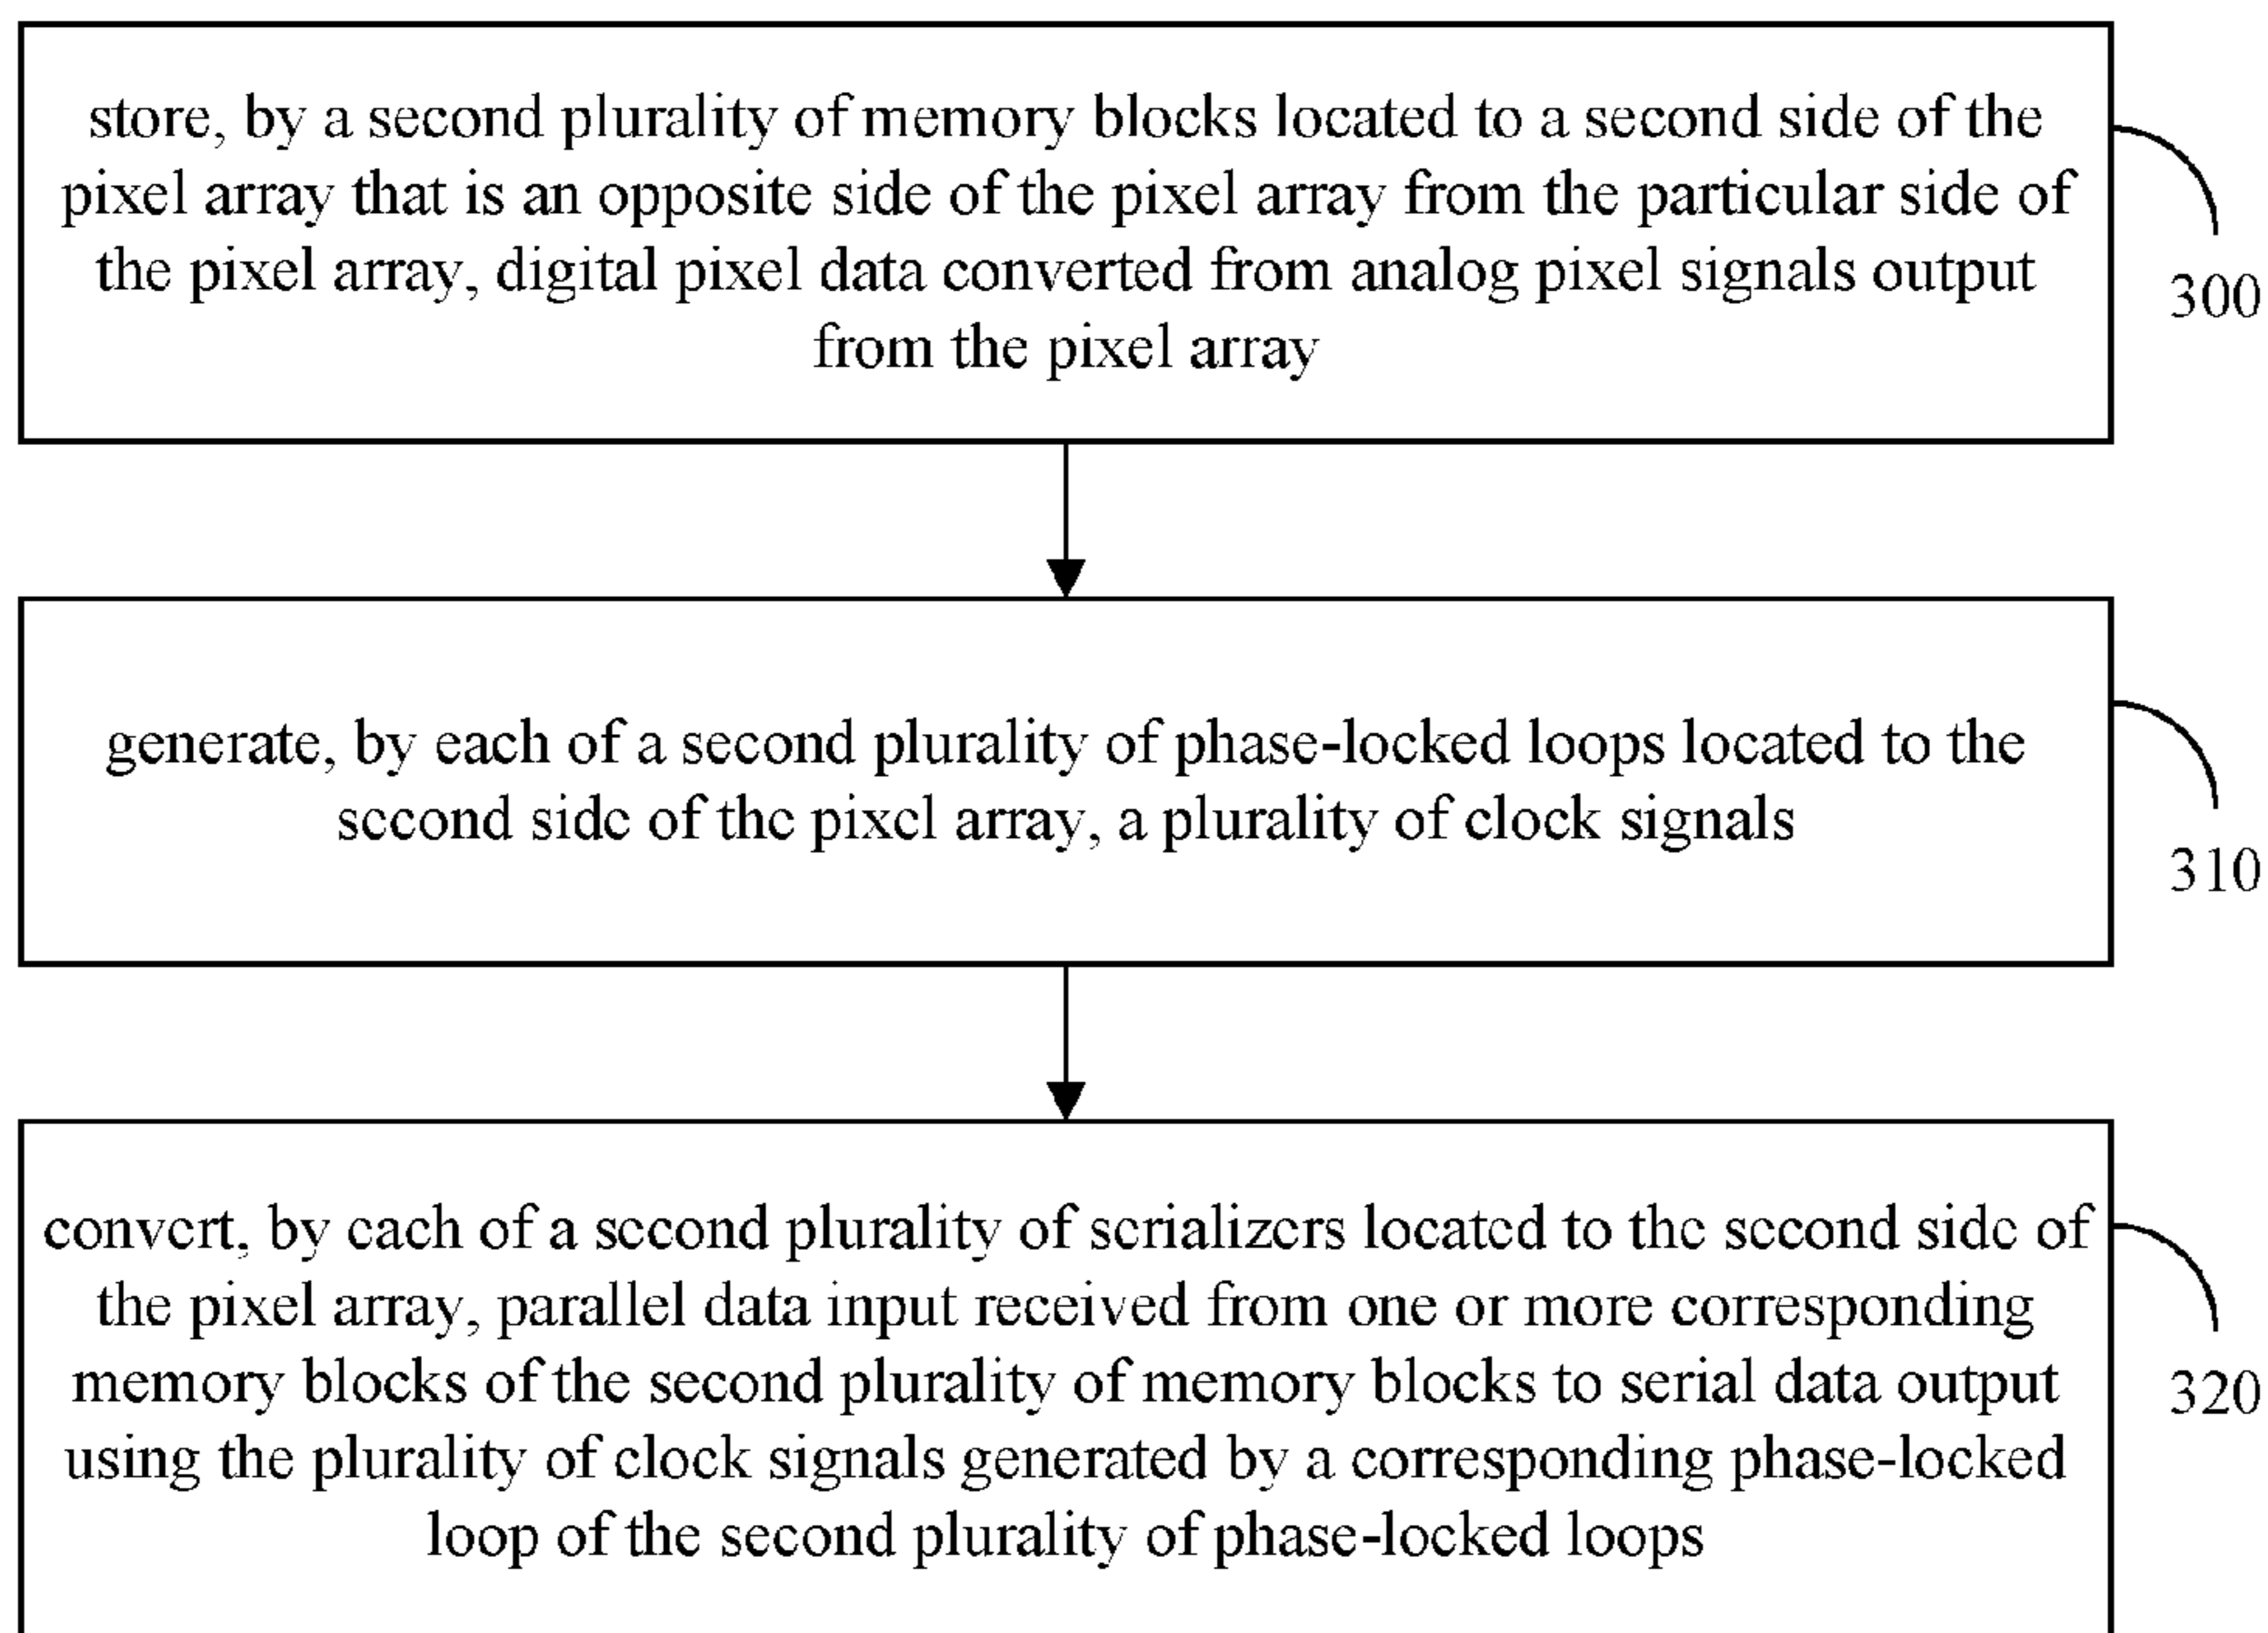 store, by a second plurality of memory blocks located to a second side of the
pixel array that is an opposite side of the pixel array from the particular side of
the pixel array, digital pixel data converted from analog pixel signals output
from the pixel array
300
generate, by each of a second plurality of phase-locked loops located to the
second side of the pixel array, a plurality of clock signals
310
convert, by each of a second plurality of serializers located to the second side of
the pixel array, parallel data input received from one or more corresponding
memory blocks of the second plurality of memory blocks to serial data output
using the plurality of clock signals generated by a corresponding phase-locked
loop of the second plurality of phase-locked loops
320